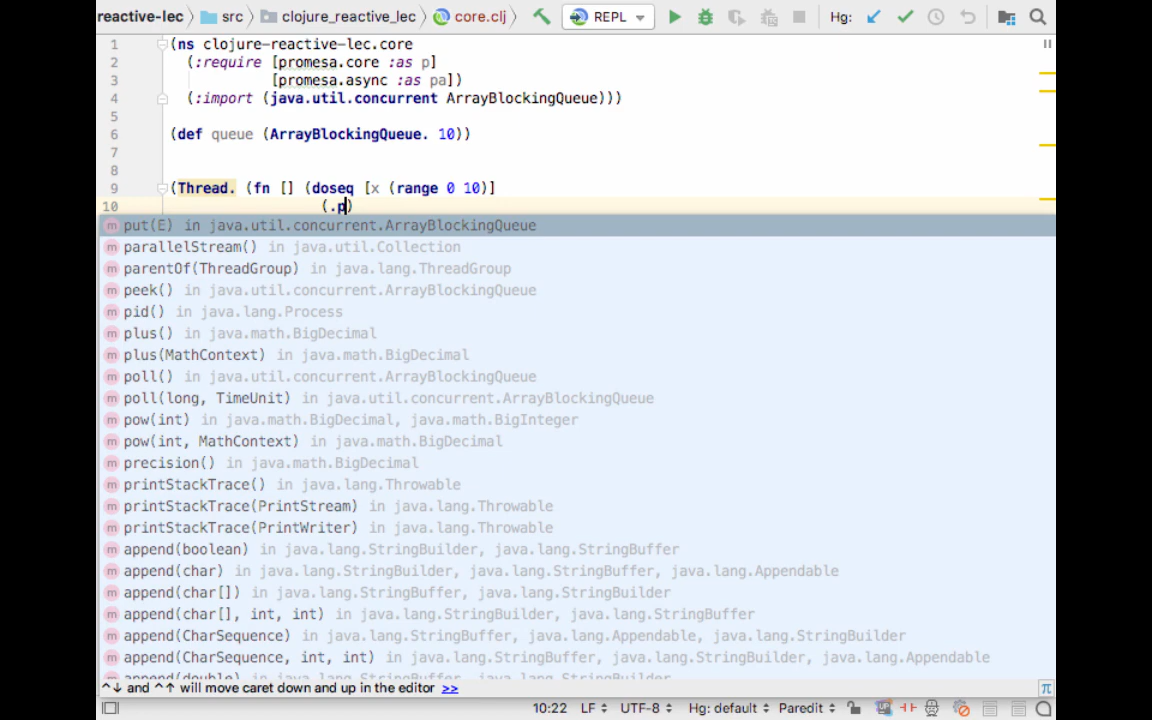 reactive-lec src clojure_reactive_lec core.clj REPL Hg:
1 (ns clojure-reactive-lec.core
2 (:require [promesa.core :as p]
3 [promesa.async :as pa])
4 (:import (java.util.concurrent ArrayBlockingQueue)))
5
6 (def queue (ArrayBlockingQueue. 10))
7
8
9 (Thread. (fn [] (doseq [x (range 0 10)]
10 (.p)
m put(E) in java.util.concurrent.ArrayBlockingQueue
m parallelStream() in java.util.Collection
m parentOf(ThreadGroup) in java.lang.ThreadGroup
m peek() in java.util.concurrent.ArrayBlockingQueue
m pid() in java.lang.Process
m plus() in java.math.BigDecimal
m plus(MathContext) in java.math.BigDecimal
m poll() in java.util.concurrent.ArrayBlockingQueue
m poll(long, TimeUnit) in java.util.concurrent.ArrayBlockingQueue
m pow(int) in java.math.BigDecimal, java.math.BigInteger
m pow(int, MathContext) in java.math.BigDecimal
m precision() in java.math.BigDecimal
m printStackTrace() in java.lang.Throwable
m printStackTrace(PrintStream) in java.lang.Throwable
m printStackTrace(PrintWriter) in java.lang.Throwable
m append(boolean) in java.lang.StringBuilder, java.lang.StringBuffer
m append(char) in java.lang.StringBuilder, java.lang.StringBuffer, java.lang.Appendable
m append(char[]) in java.lang.StringBuffer, java.lang.StringBuilder
m append(char[], int, int) in java.lang.StringBuilder, java.lang.StringBuffer
m append(CharSequence) in java.lang.StringBuffer, java.lang.Appendable, java.lang.StringBuilder
m append(CharSequence, int, int) in java.lang.StringBuffer, java.lang.StringBuilder, java.lang.Appendable
m append(double) in java.lang.StringBuffer, java.lang.StringBuilder
^↓ and ^↑ will move caret down and up in the editor >> π
10:22 LF UTF-8 Hg: default Paredit